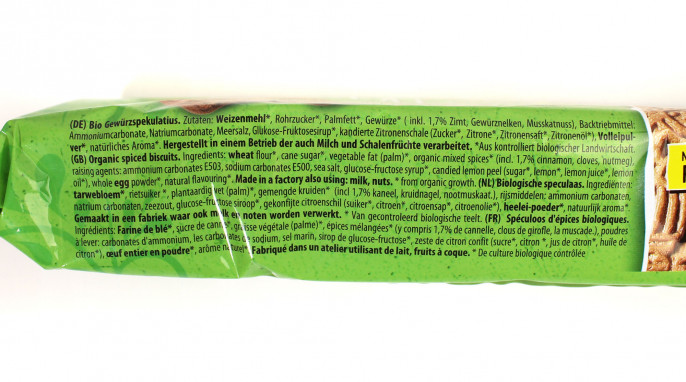 (DE) Bio Gewürzspekulatius. Zutaten: Weizenmehl*, Rohrzucker*, Palmfett*, Gewürze* (inkl. 1,7% Zimt, Gewürznelken, Musskatnuss), Backtriebmittel:
Ammoniumcarbonate, Natriumcarbonate, Meersalz, Glukose-Fruktosesirup*, kandierte Zitronenschale (Zucker*, Zitrone*, Zitronensaft*, Zitronenöl*), Volleipul-
ver*, natürliches Aroma*. Hergestellt in einem Betrieb der auch Milch und Schalenfrüchte verarbeitet. *Aus kontrolliert biologischer Landwirtschaft.
(GB) Organic spiced biscuits. Ingredients: wheat flour*, cane sugar*, vegetable fat (palm)*, organic mixed spices* (incl. 1,7% cinnamon, cloves, nutmeg),
raising agents: ammonium carbonates E503, sodium carbonates E500, sea salt, glucose-fructose syrup*, candied lemon peel (sugar*, lemon*, lemon juice*, lemon
oil*), whole egg powder*, natural flavouring*. Made in a factory also using: milk, nuts. * from organic growth. (NL) Biologische speculaas. Ingredienten:
tarwebloem*, rietsuiker*, plantaardig vet (palm)*, gemengde kruiden* (incl. 1,7% kaneel, kruidnagel, nootmuskaat.), rijsmiddelen: ammonium carbonaten,
natrium carbonaten, zeezout, glucose-fructose siroop*, gekonfijte citroenschil (suiker*, citroen*, citroensap*, citroenolie*), heelei-poeder*, natuurlijk aroma*.
Gemaakt in een fabriek waar ook melk en noten worden verwerkt. * Van gecontroleerd biologische teelt. (FR) Spéculoos d'épices biologiques.
Ingrédients: Farine de blé*, sucre de canne*, graisse végétale (palme)*, épices mélangées* (y compris 1,7% de cannelle, clous de girofle, la muscade.), poudres
à lever: carbonates d'ammonium, les carbonates de sodium, sel marin, sirop de glucose-fructose*, zeste de citron confit (sucre*, citron*, jus de citron*, huile de
citron*), œuf entier en poudre*, arôme naturel*. Fabriqué dans un atelier utilisant de lait, fruits à coque. * De culture biologique contrôlée